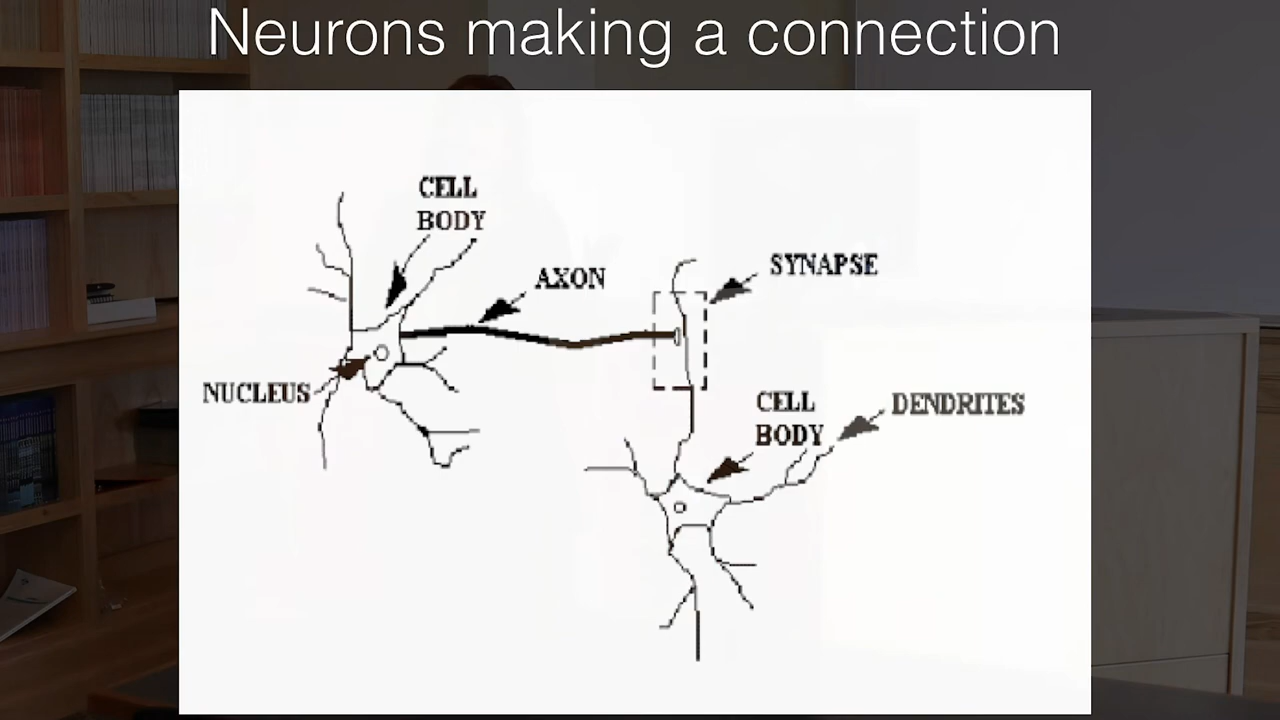 Neurons making a connection
CELL
BODY
AXON
SYNAPSE
NUCLEUS
CELL
BODY
DENDRITES